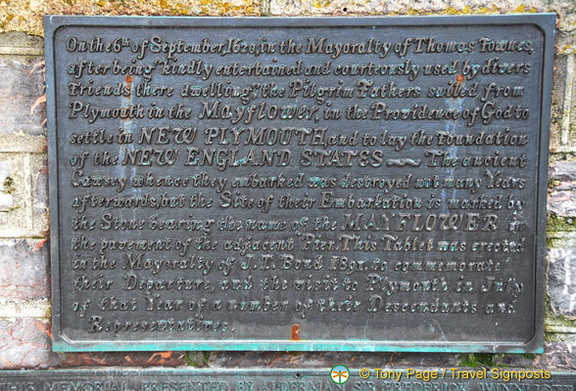 On the 6th of September, 1620, in the Mayoralty of Thomas Fownes,
after being "kindly entertained and courteously used by divers
Friends there dwelling," the Pilgrim Fathers sailed from
Plymouth in the Mayflower, in the Providence of God to
settle in NEW PLYMOUTH, and to lay the Foundation
of the NEW ENGLAND STATES The ancient
Cawsey whence they embarked was destroyed not many Years
afterwards, but the Site of their Embarkation is marked by
the Stone bearing the name of the MAYFLOWER in
the pavement of the adjacent Pier. This Tablet was erected
in the Mayoralty of J.T. Bond 1891, to commemorate
their Departure, and the visit to Plymouth in July
of that Year of a number of their Descendants and
Representatives.
© Tony Page / Travel Signposts
MEMORIAL